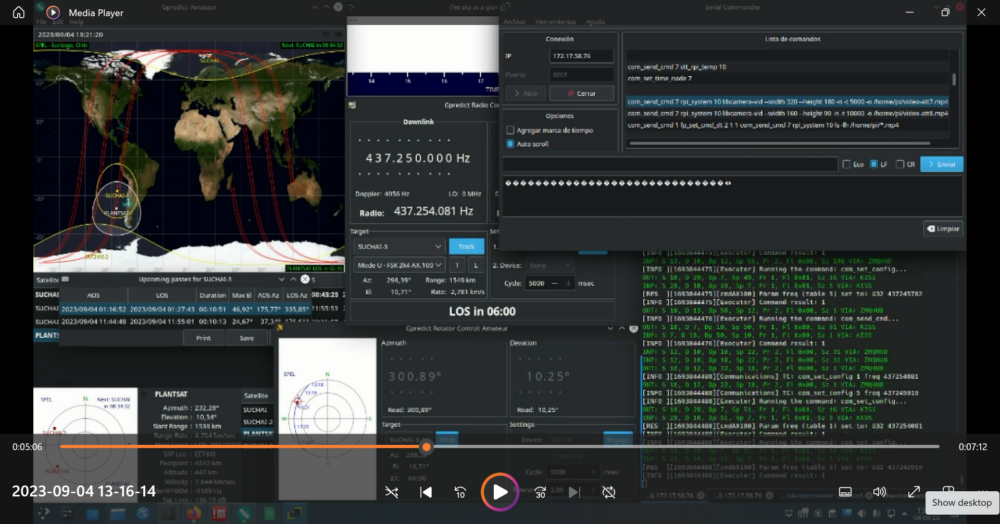 Media Player
Gpredict: Amateur
File Edit Help
2023/09/04 13:21:20
SPEL - Santiago, Chile
Next: SUCHAI in 08:34:32
SUCHAI
60°
30°
0°
-30°
-60°
SUCHAI-3
SPEL
PLANTSAT
SUCHAI-2
-150° -120° -90° -60° -30° 0° 30° 60° 90°
PLANTSAT LOS in 02:36
The sky at a glan
14 15 16 17
TIME
Gpredict Radio Co
Downlink
437.250.000 Hz
Doppler: 4056 Hz LO: 0 MHz
Radio: 437.254.081 Hz
Target
SUCHAI-3 Track
Mode U - FSK 2k4 AX.100 T L
Az: 298,39° Range: 1549 km
El: 10,71° Rate: -2,781 km/s
Set
1.
2. Device: None
Cycle: 5000 − + msec
LOS in 06:00
Serial Commander
Archivo Herramientas Ayuda
Conexión
IP 172.17.58.76
Puerto 8001
Abrir Cerrar
Opciones
Agregar marca de tiempo
Auto scroll
Lista de comandos
com_send_cmd 7 stt_rpi_temp 10
com_set_time_node 7
com_send_cmd 7 rpi_system 10 libcamera-vid --width 320 --height 180 -n -t 5000 -o /home/pi/video-att7.mp4
com_send_cmd 7 rpi_system 10 libcamera-vid --width 160 --height 90 -n -t 10000 -o /home/pi/video-att8.mp4
com_send_cmd 1 fp_set_cmd_dt 2 1 1 com_send_cmd 7 rpi_system 10 ls -lh /home/pi/*.mp4
Eco LF CR Enviar
Limpiar
Satellite
Upcoming passes for SUCHAI-3
AOS LOS Duration Max El AOS Az LOS Az
2023/09/04 01:16:52 2023/09/04 01:27:43 00:10:51 46,92° 175,77° 335,85°
2023/09/04 11:44:48 2023/09/04 11:55:01 00:10:13 24,67°
00:43:25
21:55:53
Print Save
Gpredict Rotator Control: Amateur
SPEL
N
13:18
13:19
13:21
W
E
S
Azimuth
300.89°
Read: 300,89°
Elevation
10.25°
Read: 10,25°
Target
SUCHAI-3 Track
Az: 298,39°
El: 10,71°
ΔT: 06:00
Settings
Device: ROTOR Engage
Monitor
Cycle: 1000 + msec
3,00 +
SPEL
N
Next: SUCHAI
in 08:34:32
SUCHAI-3
PLANTSAT
PLANTSAT
Azimuth : 232,28°
Elevation : 10,34°
Slant Range : 1539 km
Range Rate : 4,764 km/sec
SSP Loc. : EE79XI
Footprint : 4642 km
Altitude : 447 km
Velocity : 7,644 km/sec
-1589 Hz
Sig. Loss : 136.15 dB
Satellite
SUCHAI
SUCHAI-2
PLANTSAT
[INFO ][1693844475][Executer] Command result: 1
INP: S 13, D 10, Dp 12, Sp 50, Pr 2, Fl 0x00, Sz 186 VIA: ZMQHUB
[INFO ][1693844475][Executer] Running the command: com_set_config...
OUT: S 10, D 29, Dp 7, Sp 49, Pr 1, Fl 0x01, Sz 16 VIA: KISS
INP: S 29, D 10, Dp 49, Sp 7, Pr 1, Fl 0x01, Sz 5 VIA: KISS
[RES ][1693844475][cmdAX100] Param freq (table 5) set to: U32 437245702
[INFO ][1693844475][Executer] Command result: 1
OUT: S 10, D 13, Dp 50, Sp 12, Pr 2, Fl 0x00, Sz 1 VIA: ZMQHUB
[INFO ][1693844476][Executer] Running the command: com_send_cmd...
OUT: S 10, D 7, Dp 10, Sp 50, Pr 1, Fl 0x00, Sz 91 VIA: KISS
INP: S 7, D 10, Dp 50, Sp 10, Pr 1, Fl 0x00, Sz 1 VIA: KISS
[INFO ][1693844476][Executer] Command result: 1
INP: S 12, D 10, Dp 10, Sp 22, Pr 2, Fl 0x00, Sz 31 VIA: ZMQHUB
INP: S 12, D 10, Dp 10, Sp 22, Pr 2, Fl 0x00, Sz 31 VIA: ZMQHUB
OUT: S 10, D 12, Dp 22, Sp 10, Pr 2, Fl 0x00, Sz 1 VIA: ZMQHUB
[INFO ][1693844480][Communications] TC: com_set_config 1 freq 437254081
OUT: S 10, D 12, Dp 22, Sp 10, Pr 2, Fl 0x00, Sz 1 VIA: ZMQHUB
[INFO ][1693844480][Communications] TC: com_set_config 5 freq 437245919
[INFO ][1693844480][Executer] Running the command: com_set_config...
OUT: S 10, D 29, Dp 7, Sp 51, Pr 1, Fl 0x01, Sz 16 VIA: KISS
INP: S 29, D 10, Dp 51, Sp 7, Pr 1, Fl 0x01, Sz 5 VIA: KISS
[RES ][1693844480][cmdAX100] Param freq (table 1) set to: U32 437254081
[INFO ][1693844480][Executer] Command result: 1
[INFO ][1693844480][Executer] Running the command: com_set_config...
OUT: S 10, D 29, Dp 7, Sp 52, Pr 1, Fl 0x01, Sz 16 VIA: KISS
INP: S 29, D 10, Dp 52, Sp 7, Pr 1, Fl 0x01, Sz 5 VIA: KISS
[RES ][1693844480][cmdAX100] Param freq (table 5) set to: U32 437245919
[INFO ][1693844480][Executer] Command result: 1
...l) 172.17.58.76 ...l) 172.17.58.76 ...hai-commander : python3
0:05:06
0:07:12
2023-09-04 13-16-14
10
30
Show desktop
04-09-23